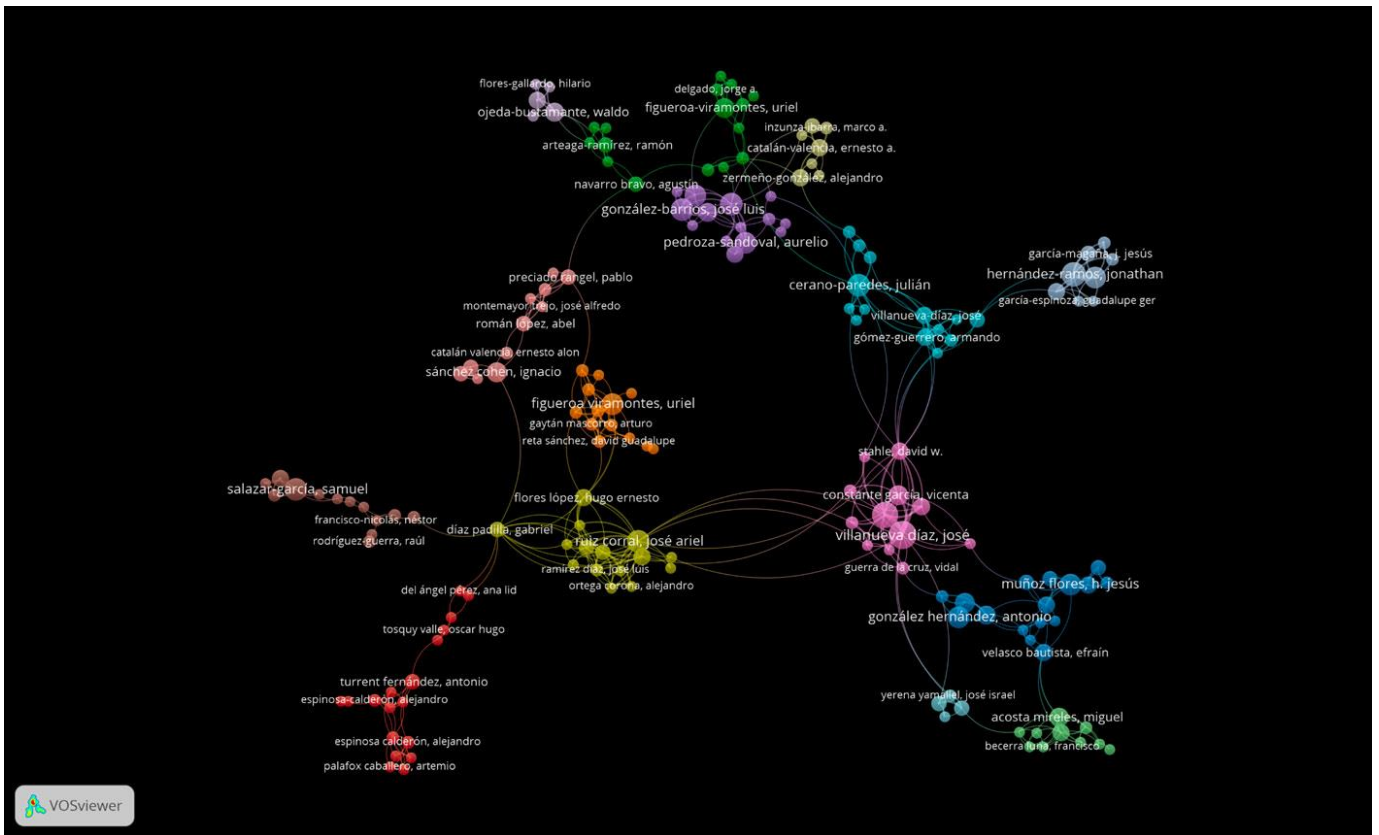 flores-gallardo, hilario
ojeda-bustamante, waldo
arteaga-ramírez, ramón
navarro bravo, agustín
delgado, jorge a.
figueroa-viramontes, uriel
inzunza-ibarra, marco a.
catalán-valencia, ernesto a.
zermeño-gonzález, alejandro
gonzález-barrios, josé luis
pedroza-sandoval, aurelio
cerano-paredes, julián
villanueva-díaz, josé
gómez-guerrero, armando
garcía-magaña, j. jesús
hernández-ramos, jonathan
garcía-espinoza, guadalupe ger
preciado rangel, pablo
montemayor trejo, josé alfredo
román lópez, abel
catalán valencia, ernesto alon
sánchez cohen, ignacio
figueroa viramontes, uriel
gaytán mascorro, arturo
reta sánchez, david guadalupe
stahle, david w.
constante garcía, vicenta
villanueva díaz, josé
guerra de la cruz, vidal
salazar-garcía, samuel
francisco-nicolás, néstor
rodríguez-guerra, raúl
flores lópez, hugo ernesto
díaz padilla, gabriel
ruiz corral, josé ariel
ramírez díaz, josé luis
ortega corona, alejandro
del ángel pérez, ana lid
tosquy valle, oscar hugo
turrent fernández, antonio
espinosa-calderón, alejandro
espinosa calderón, alejandro
palafox caballero, artemio
muñoz flores, h. jesús
gonzález hernández, antonio
velasco bautista, efraín
yerena yamallel, josé israel
acosta mireles, miguel
becerra luna, francisco
VOSviewer